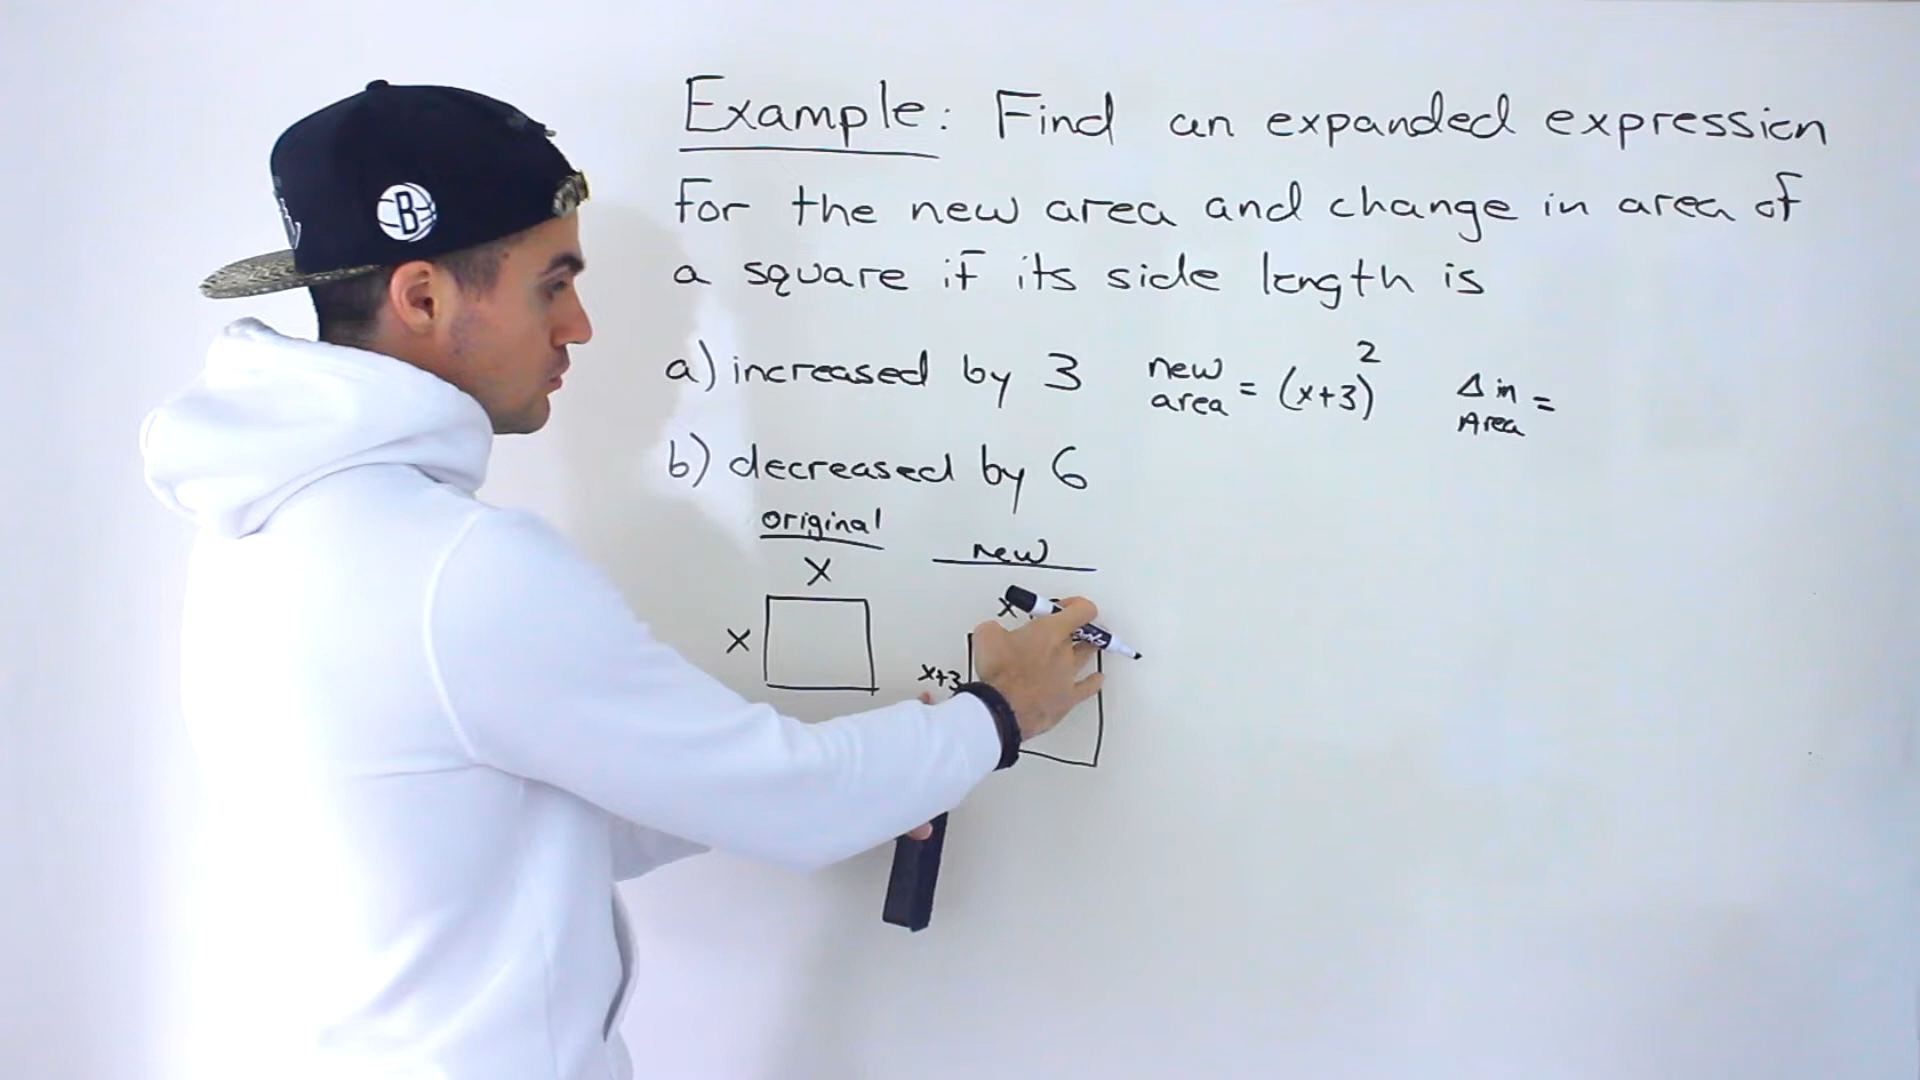 Example: Find an expanded expression
for the new area and change in area of
a square if its side length is
a) increased by 3 new area = (x+3)² Δ in Area =
b) decreased by 6
original
new
X
x
X
x+3
B